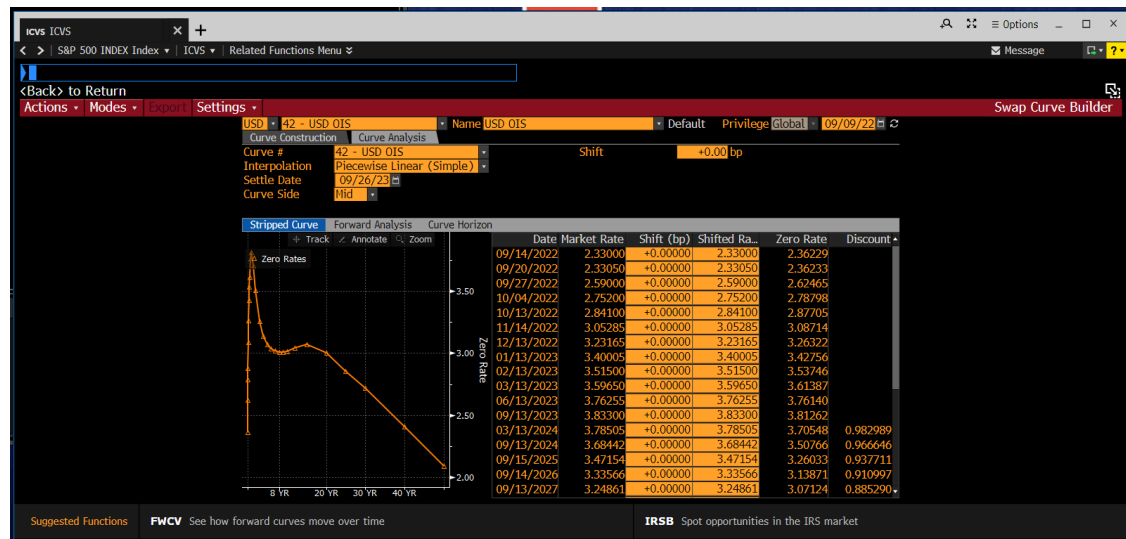 ICVS ICVS × +
Options _ □ ×
< > S&P 500 INDEX Index ▾ ICVS ▾ Related Functions Menu
Message ?
<Back> to Return
Actions ▾ Modes ▾ Export Settings ▾ Swap Curve Builder
USD 42 - USD OIS Name USD OIS Default Privilege Global 09/09/22
Curve Construction Curve Analysis
Curve # 42 - USD OIS Shift +0.00 bp
Interpolation Piecewise Linear (Simple)
Settle Date 09/26/23
Curve Side Mid
Stripped Curve Forward Analysis Curve Horizon
Track Annotate Zoom
Zero Rates
3.50
3.00
2.50
2.00
Zero Rate
8 YR 20 YR 30 YR 40 YR
Date Market Rate Shift (bp) Shifted Ra... Zero Rate Discount
09/14/2022 2.33000 +0.00000 2.33000 2.36229
09/20/2022 2.33050 +0.00000 2.33050 2.36233
09/27/2022 2.59000 +0.00000 2.59000 2.62465
10/04/2022 2.75200 +0.00000 2.75200 2.78798
10/13/2022 2.84100 +0.00000 2.84100 2.87705
11/14/2022 3.05285 +0.00000 3.05285 3.08714
12/13/2022 3.23165 +0.00000 3.23165 3.26322
01/13/2023 3.40005 +0.00000 3.40005 3.42756
02/13/2023 3.51500 +0.00000 3.51500 3.53746
03/13/2023 3.59650 +0.00000 3.59650 3.61387
06/13/2023 3.76255 +0.00000 3.76255 3.76140
09/13/2023 3.83300 +0.00000 3.83300 3.81262
03/13/2024 3.78505 +0.00000 3.78505 3.70548 0.982989
09/13/2024 3.68442 +0.00000 3.68442 3.50766 0.966646
09/15/2025 3.47154 +0.00000 3.47154 3.26033 0.937711
09/14/2026 3.33566 +0.00000 3.33566 3.13871 0.910997
09/13/2027 3.24861 +0.00000 3.24861 3.07124 0.885290
Suggested Functions FWCV See how forward curves move over time IRSB Spot opportunities in the IRS market